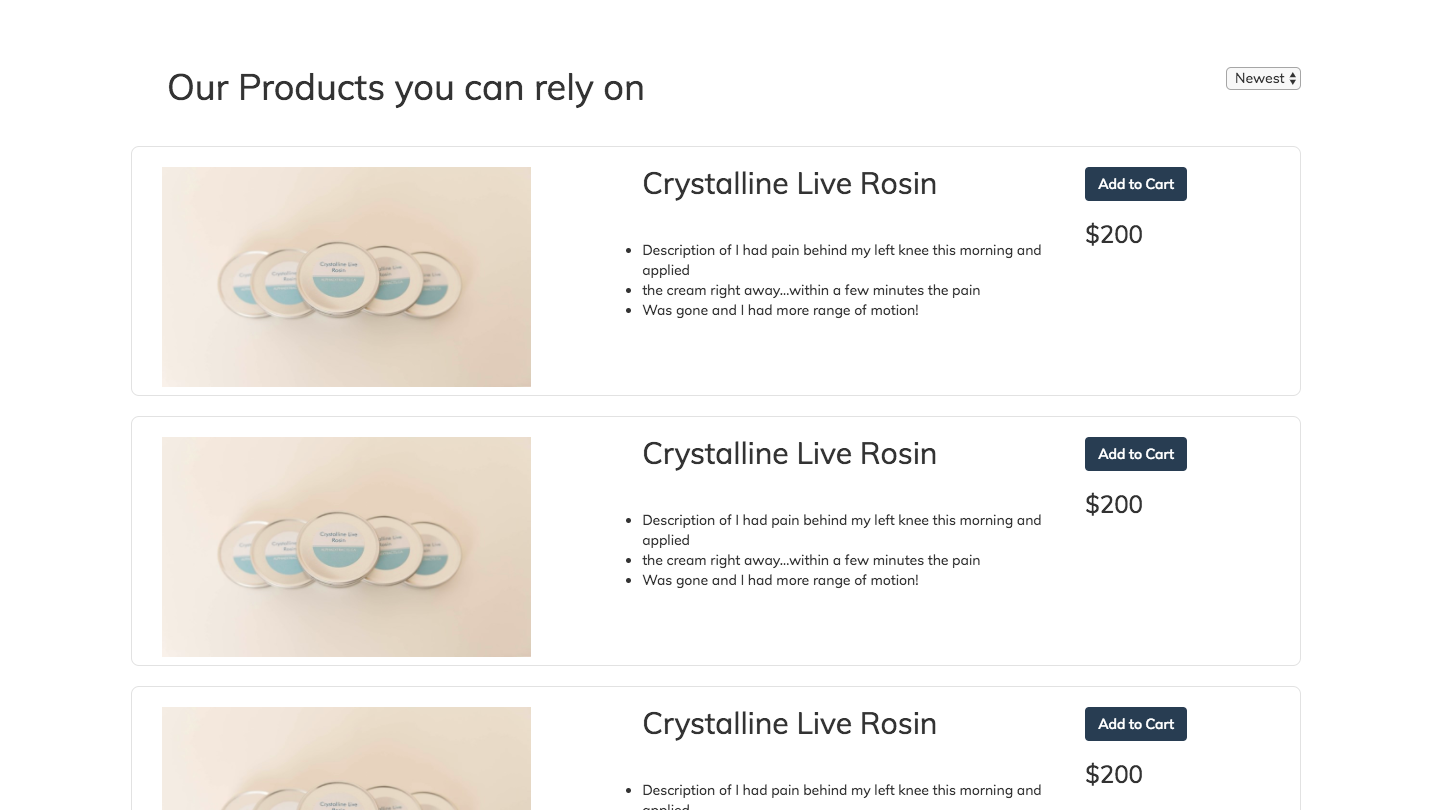 Our Products you can rely on
Newest
Crystalline Live Rosin
Add to Cart
$200
Description of I had pain behind my left knee this morning and
applied
the cream right away...within a few minutes the pain
Was gone and I had more range of motion!
Crystalline Live
Rosin
Crystalline Live Rosin
Add to Cart
$200
Description of I had pain behind my left knee this morning and
applied
the cream right away...within a few minutes the pain
Was gone and I had more range of motion!
Crystalline Live
Rosin
Crystalline Live Rosin
Add to Cart
$200
Description of I had pain behind my left knee this morning and
applied